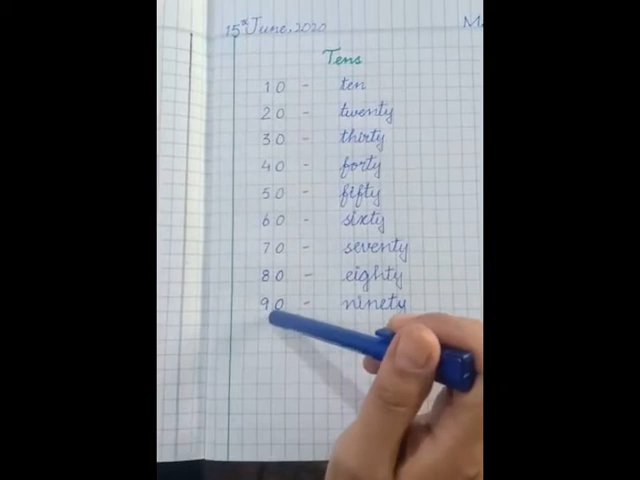 15th June, 2020
Tens
10 - ten
20 - twenty
30 - thirty
40 - forty
50 - fifty
60 - sixty
70 - seventy
80 - eighty
90 - ninety